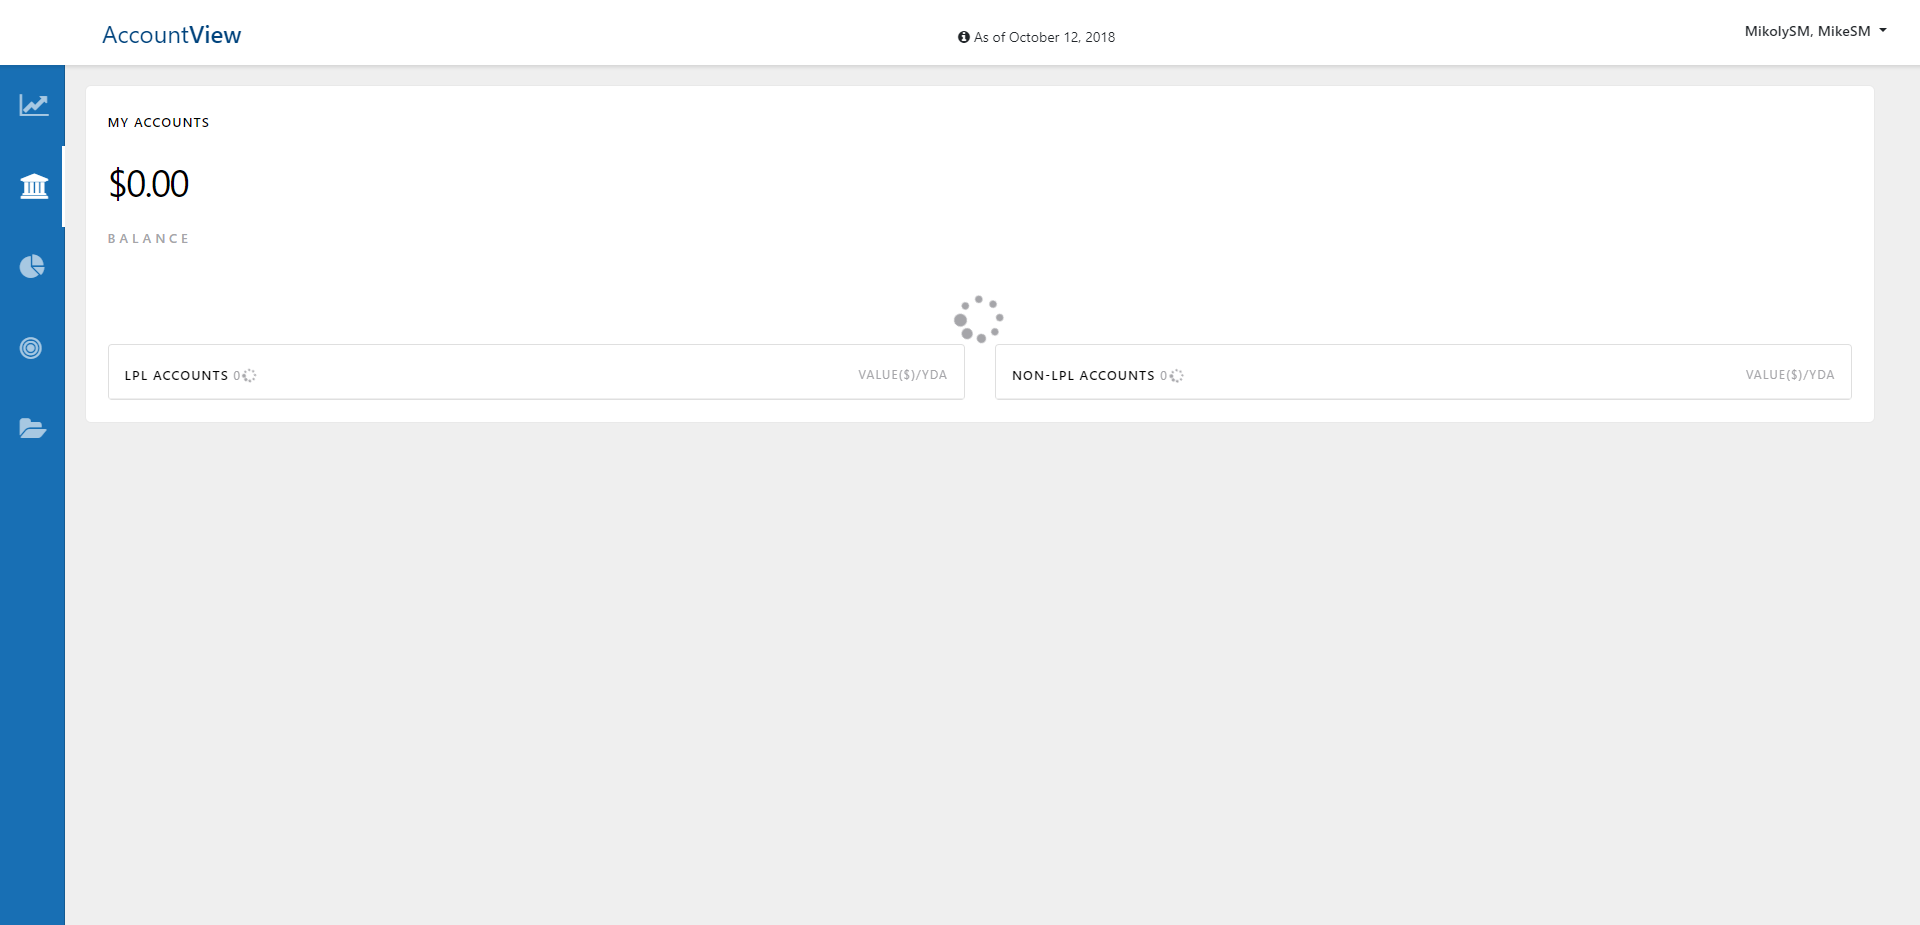 AccountView
As of October 12, 2018
MikolySM, MikeSM
MY ACCOUNTS
$0.00
BALANCE
LPL ACCOUNTS 0
VALUE($)/YDA
NON-LPL ACCOUNTS 0
VALUE($)/YDA